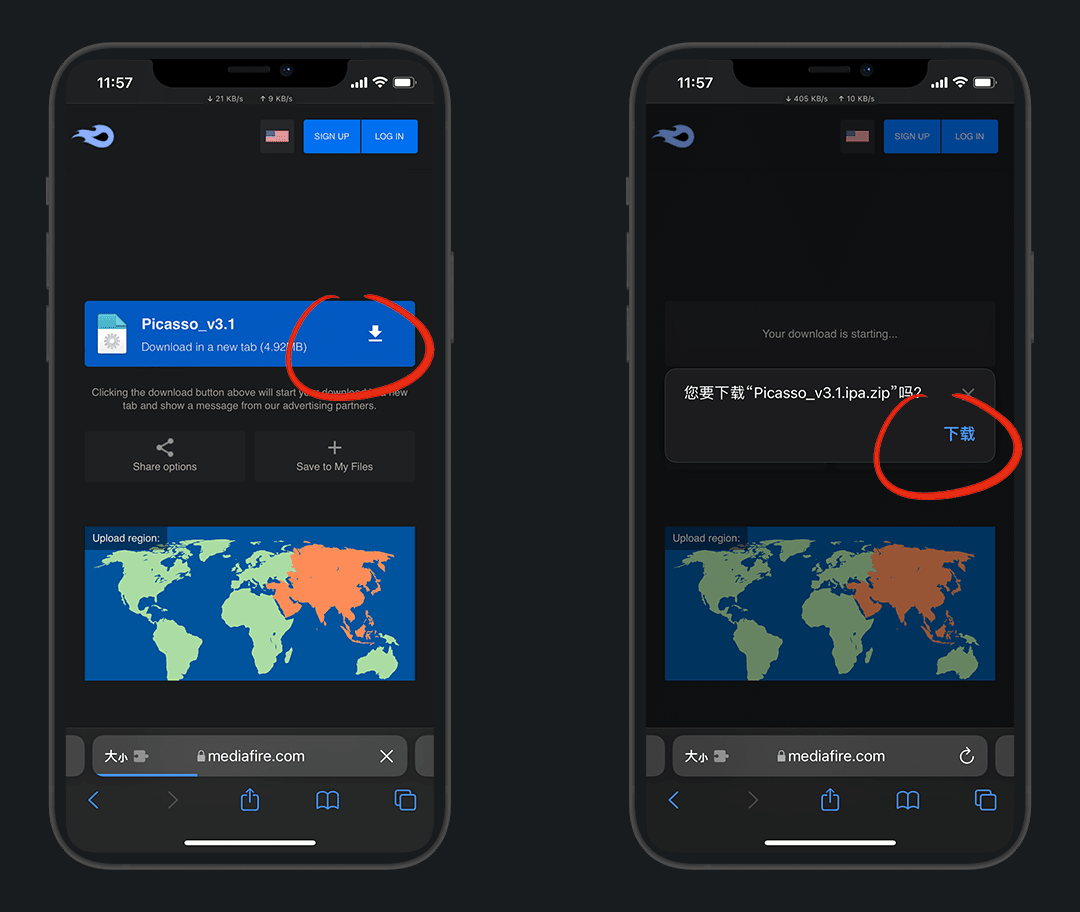 11:57
↓ 21 KB/s ↑ 9 KB/s
SIGN UP LOG IN
Picasso_v3.1
Download in a new tab (4.92MB)
Clicking the download button above will start your download in a new
tab and show a message from our advertising partners.
Share options
Save to My Files
Upload region:
大小 mediafire.com
11:57
↓ 405 KB/s ↑ 10 KB/s
SIGN UP LOG IN
Your download is starting...
您要下载“Picasso_v3.1.ipa.zip”吗?
下载
Upload region:
大小 mediafire.com